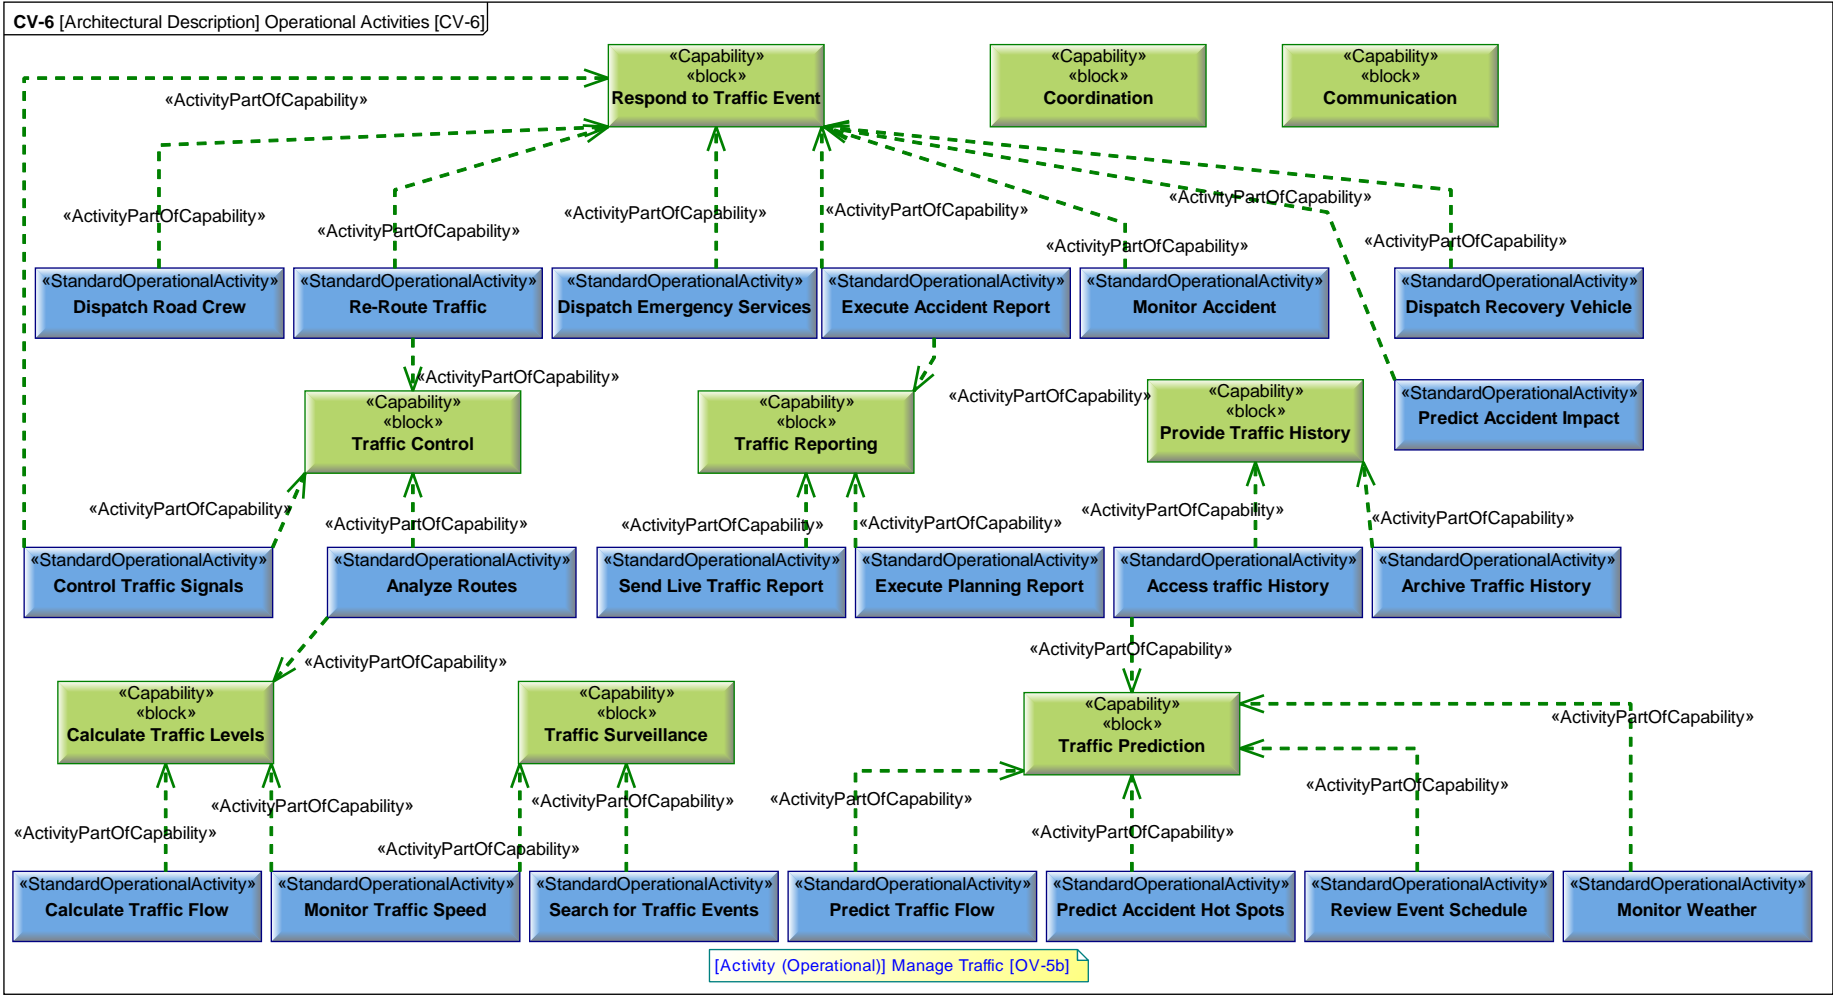 CV-6 [Architectural Description] Operational Activities [CV-6]
«Capability»
«block»
Respond to Traffic Event
«Capability»
«block»
Coordination
«Capability»
«block»
Communication
«ActivityPartOfCapability»
«ActivityPartOfCapability»
«ActivityPartOfCapability»
«ActivityPartOfCapability»
«ActivityPartOfCapability»
«ActivityPartOfCapability»
«ActivityPartOfCapability»
«ActivityPartOfCapability»
«StandardOperationalActivity»
Dispatch Road Crew
«StandardOperationalActivity»
Re-Route Traffic
«StandardOperationalActivity»
Dispatch Emergency Services
«StandardOperationalActivity»
Execute Accident Report
«StandardOperationalActivity»
Monitor Accident
«StandardOperationalActivity»
Dispatch Recovery Vehicle
«ActivityPartOfCapability»
«ActivityPartOfCapability»
«Capability»
«block»
Traffic Control
«Capability»
«block»
Traffic Reporting
«Capability»
«block»
Provide Traffic History
«StandardOperationalActivity»
Predict Accident Impact
«ActivityPartOfCapability»
«ActivityPartOfCapability»
«ActivityPartOfCapability»
«ActivityPartOfCapability»
«ActivityPartOfCapability»
«ActivityPartOfCapability»
«StandardOperationalActivity»
Control Traffic Signals
«StandardOperationalActivity»
Analyze Routes
«StandardOperationalActivity»
Send Live Traffic Report
«StandardOperationalActivity»
Execute Planning Report
«StandardOperationalActivity»
Access traffic History
«StandardOperationalActivity»
Archive Traffic History
«ActivityPartOfCapability»
«ActivityPartOfCapability»
«Capability»
«block»
Calculate Traffic Levels
«Capability»
«block»
Traffic Surveillance
«Capability»
«block»
Traffic Prediction
«ActivityPartOfCapability»
«ActivityPartOfCapability»
«ActivityPartOfCapability»
«ActivityPartOfCapability»
«ActivityPartOfCapability»
«ActivityPartOfCapability»
«ActivityPartOfCapability»
«ActivityPartOfCapability»
«StandardOperationalActivity»
Calculate Traffic Flow
«StandardOperationalActivity»
Monitor Traffic Speed
«StandardOperationalActivity»
Search for Traffic Events
«StandardOperationalActivity»
Predict Traffic Flow
«StandardOperationalActivity»
Predict Accident Hot Spots
«StandardOperationalActivity»
Review Event Schedule
«StandardOperationalActivity»
Monitor Weather
[Activity (Operational)] Manage Traffic [OV-5b]